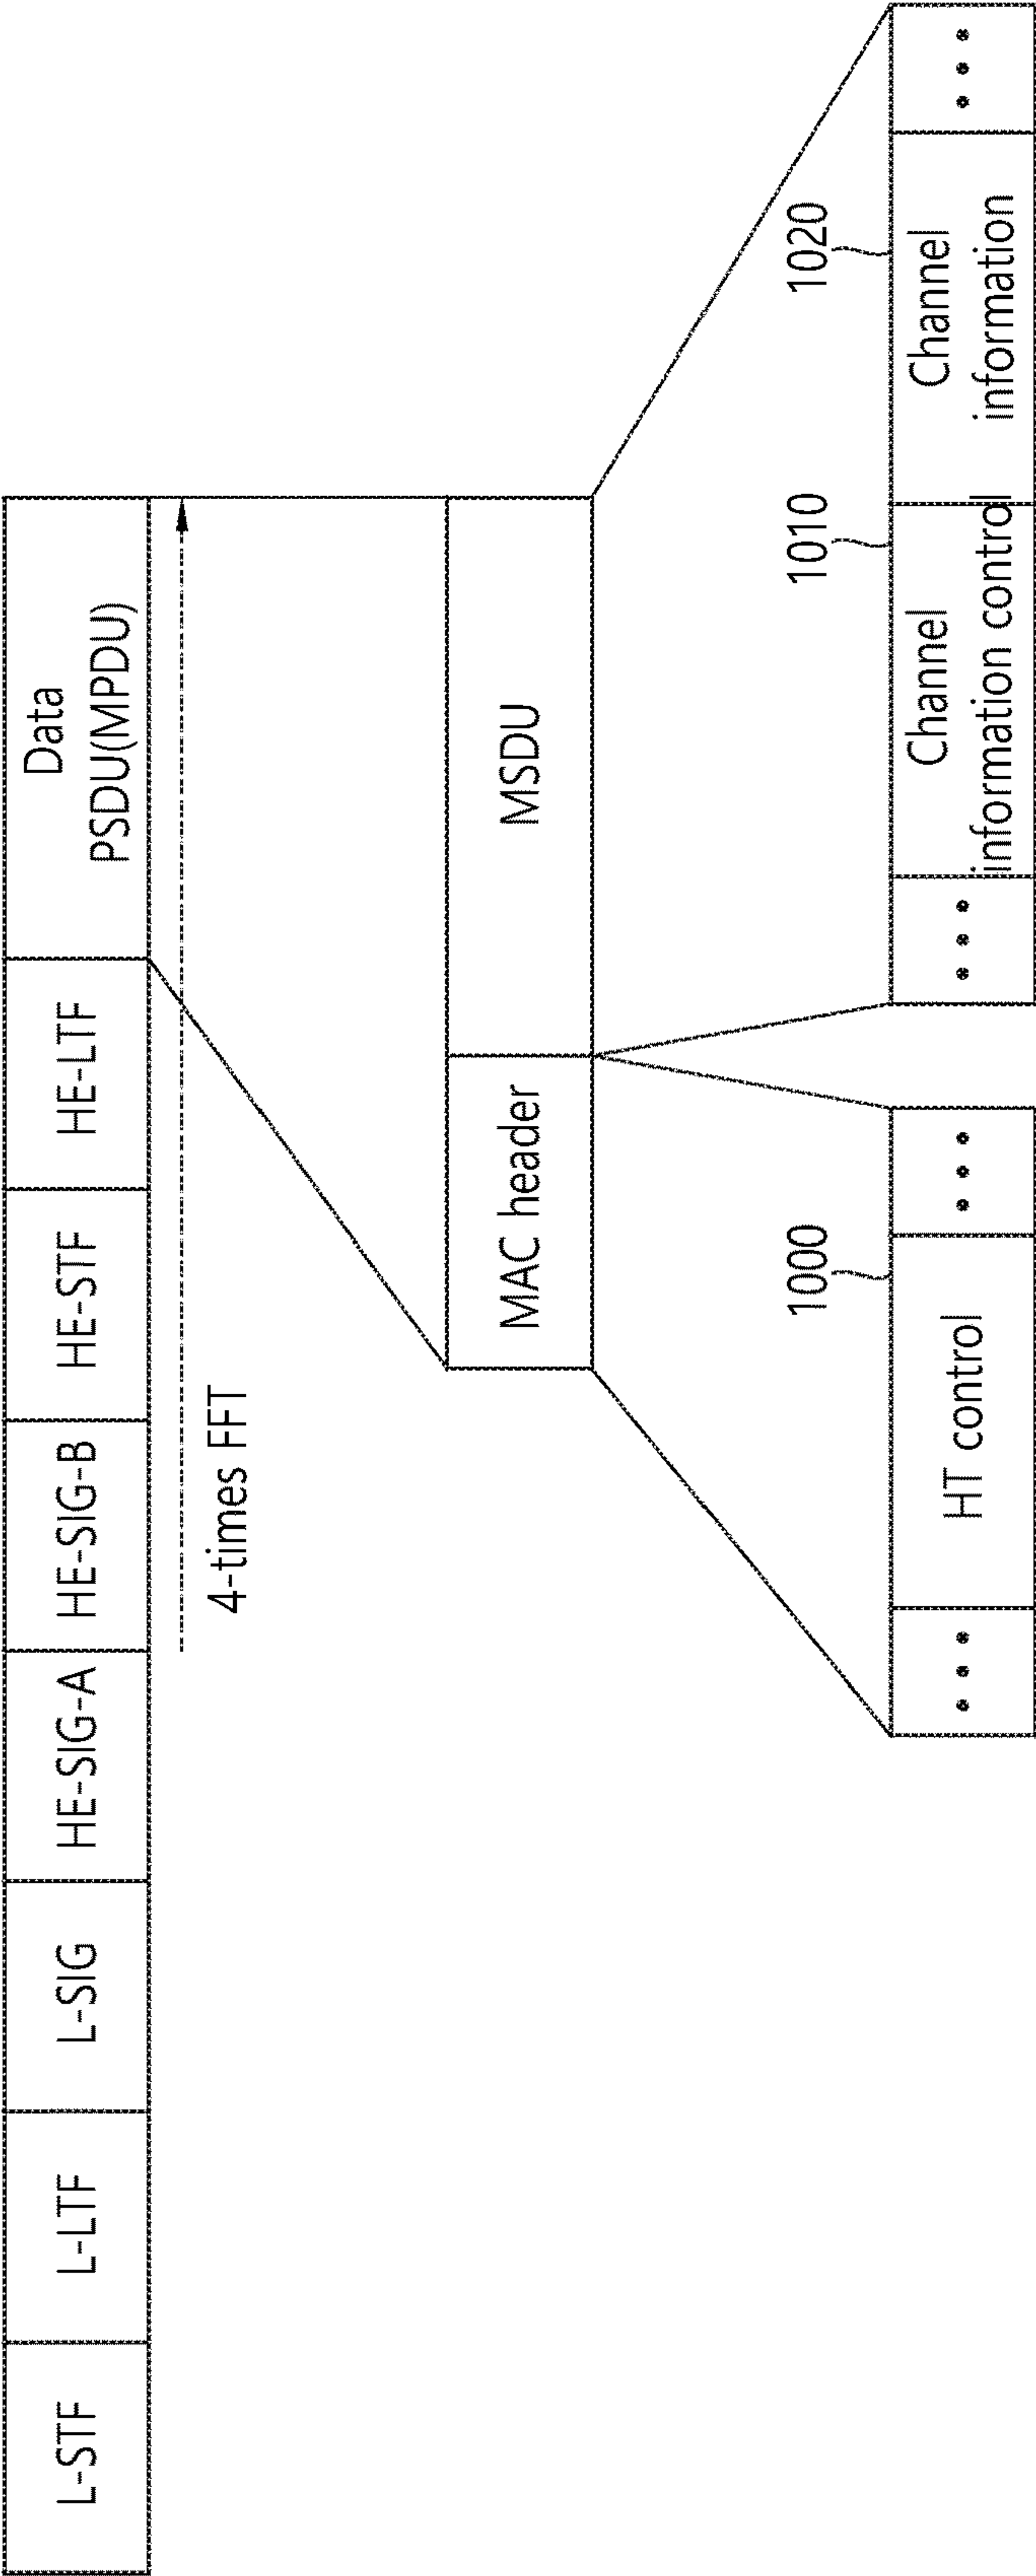 L-STF
L-LTF
L-SIG
HE-SIG-A
HE-SIG-B
HE-STF
HE-LTF
Data
PSDU(MPDU)
4-times FFT
MAC header
MSDU
1000
1010
1020
HT control
Channel
information control
Channel
information